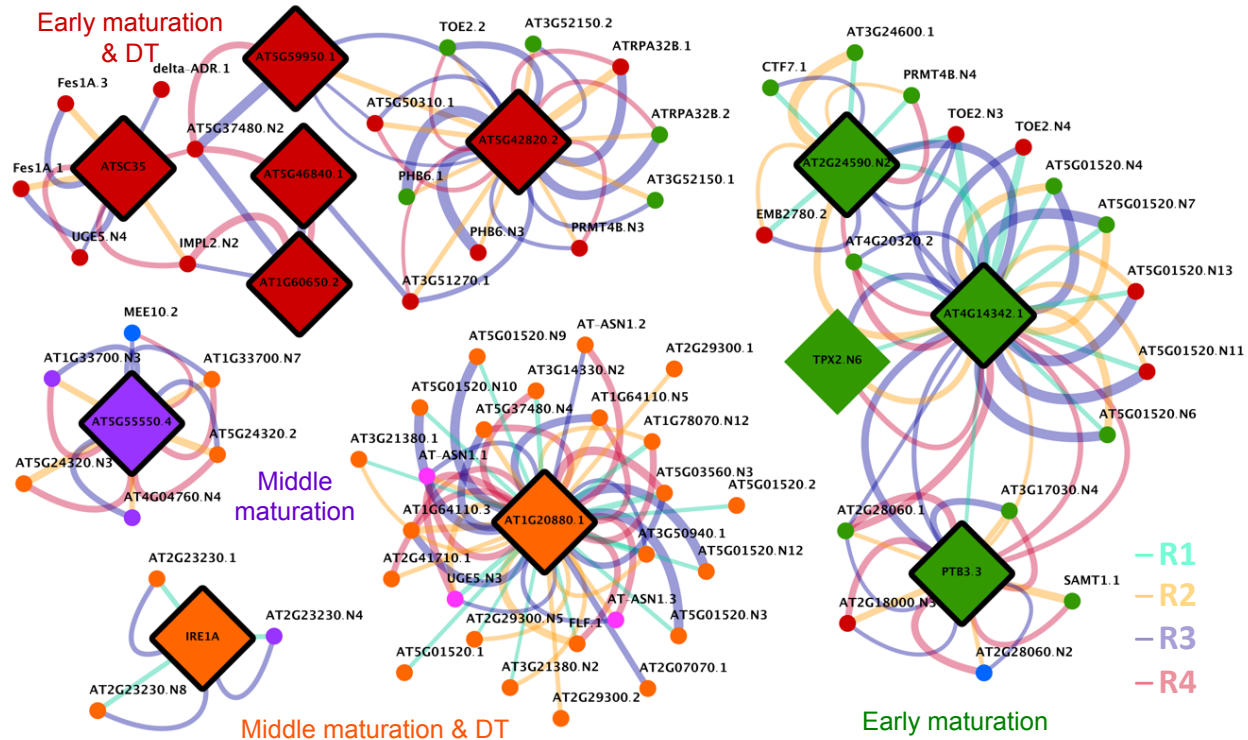 Early maturation
& DT
Fes1A.3
delta-ADR.1
AT5G59950.1
TOE2.2
AT3G52150.2
ATRPA32B.1
AT5G50310.1
AT5G37480.N2
ATSC35
AT5G46840.1
AT5G42820.2
ATRPA32B.2
Fes1A.1
PHB6.1
AT3G52150.1
UGE5.N4
IMPL2.N2
PHB6.N3
PRMT4B.N3
AT1G60650.2
AT3G51270.1
AT3G24600.1
CTF7.1
PRMT4B.N4
TOE2.N3
TOE2.N4
AT2G24590.N2
AT5G01520.N4
EMB2780.2
AT5G01520.N7
AT4G20320.2
AT5G01520.N13
AT4G14342.1
TPX2.N6
AT5G01520.N11
AT5G01520.N6
AT3G17030.N4
AT2G28060.1
PTB3.3
SAMT1.1
AT2G18000.N3
AT2G28060.N2
Early maturation
R1
R2
R3
R4
MEE10.2
AT1G33700.N3
AT1G33700.N7
AT5G55550.4
AT5G24320.2
AT5G24320.N3
AT4G04760.N4
Middle
maturation
AT2G23230.1
AT2G23230.N4
IRE1A
AT2G23230.N8
AT5G01520.N9
AT-ASN1.2
AT2G29300.1
AT3G14330.N2
AT5G01520.N10
AT1G64110.N5
AT5G37480.N4
AT1G78070.N12
AT3G21380.1
AT-ASN1.1
AT5G03560.N3
AT5G01520.2
AT1G64110.3
AT1G20880.1
AT3G50940.1
AT2G41710.1
AT5G01520.N12
UGE5.N3
AT-ASN1.3
AT5G01520.N3
AT2G29300.N5
FLF.1
AT5G01520.1
AT3G21380.N2
AT2G07070.1
AT2G29300.2
Middle maturation & DT